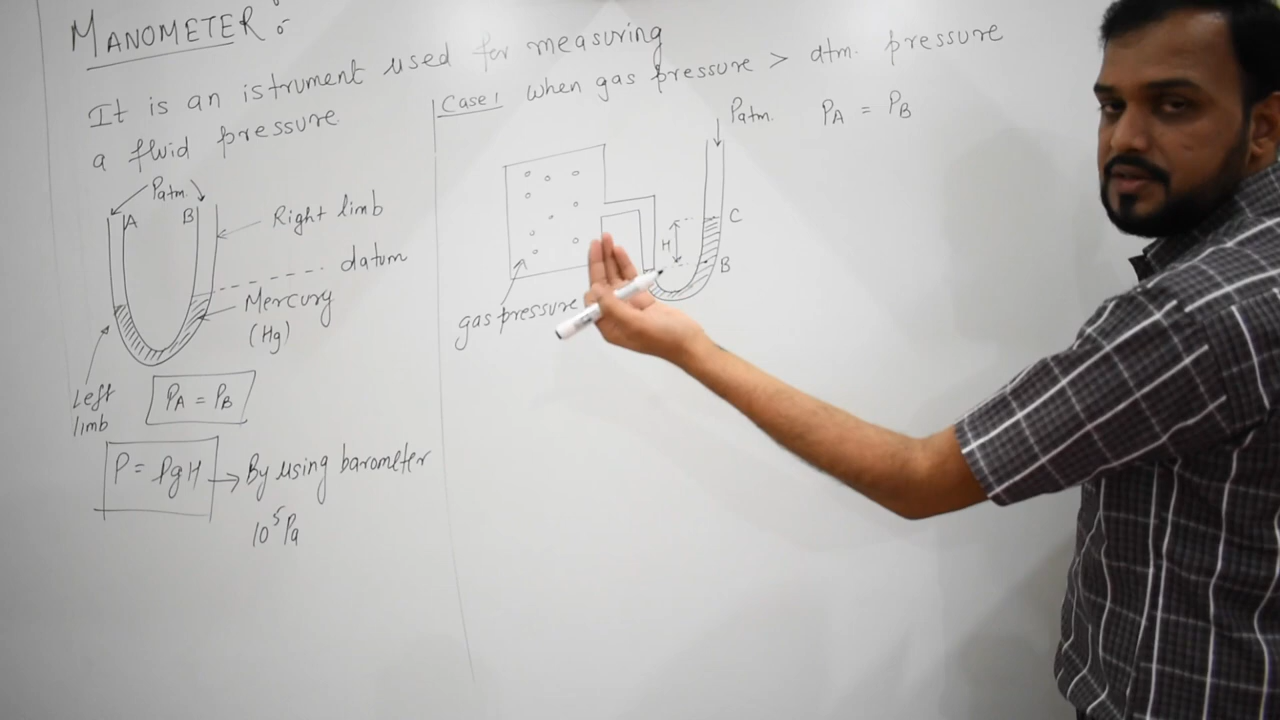 MANOMETER :-
It is an istrument used for measuring
a fluid pressure.
Patm.
A B
Right limb
datum
Mercury
(Hg)
Left
limb
PA = PB
P = ρgH → By using barometer
10⁵ Pa
Case 1 when gas pressure > atm. pressure
Patm. PA = PB
C
H
B
gas pressure